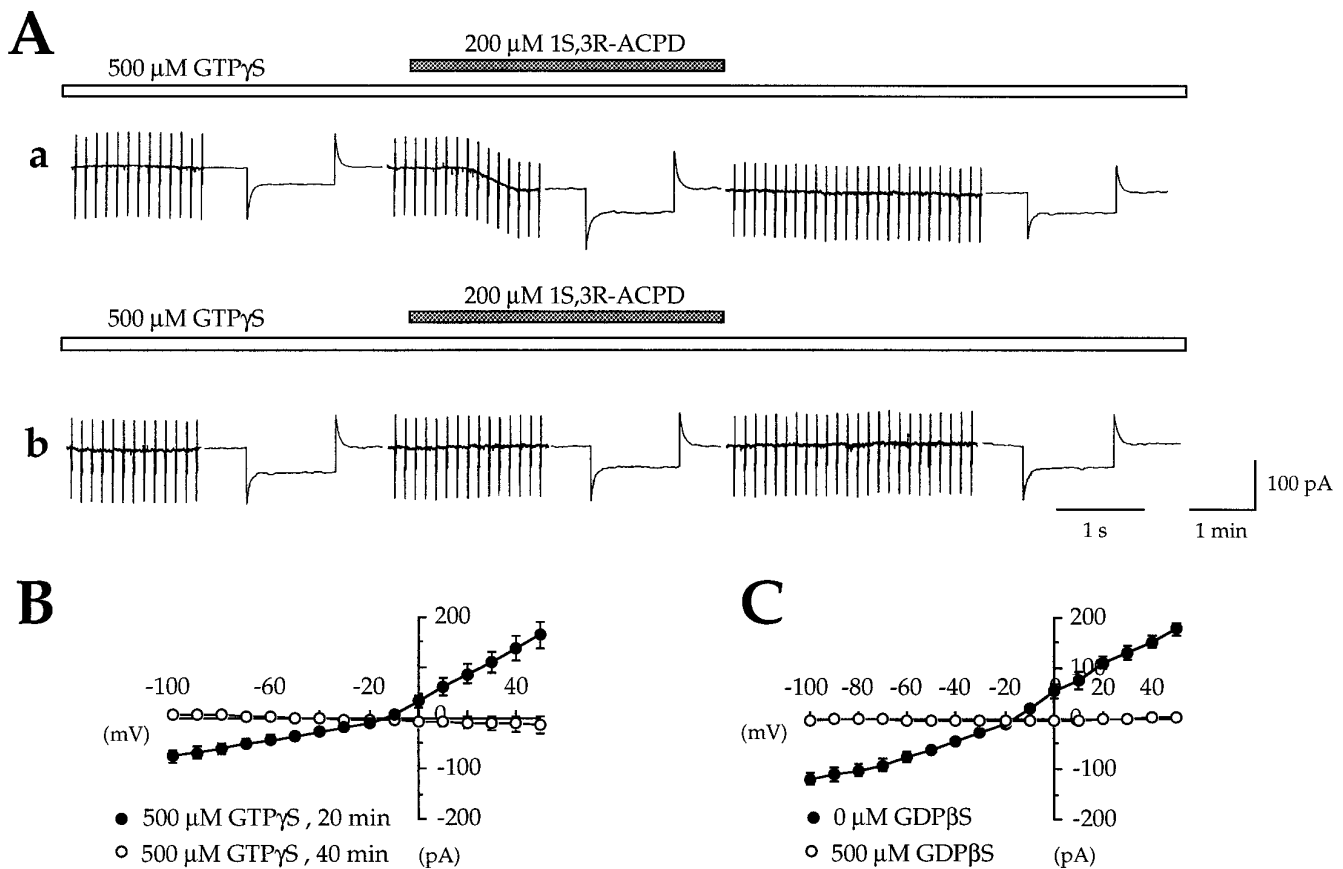 A
200 µM 1S,3R-ACPD
500 µM GTPγS
a
200 µM 1S,3R-ACPD
500 µM GTPγS
b
100 pA
1 s
1 min
B
200
100
-100
-60
-20
0
40
(mV)
-100
-200
(pA)
500 µM GTPγS , 20 min
500 µM GTPγS , 40 min
C
200
100
-100
-80
-60
-40
-20
0
20
40
0
(mV)
-100
-200
(pA)
0 µM GDPβS
500 µM GDPβS